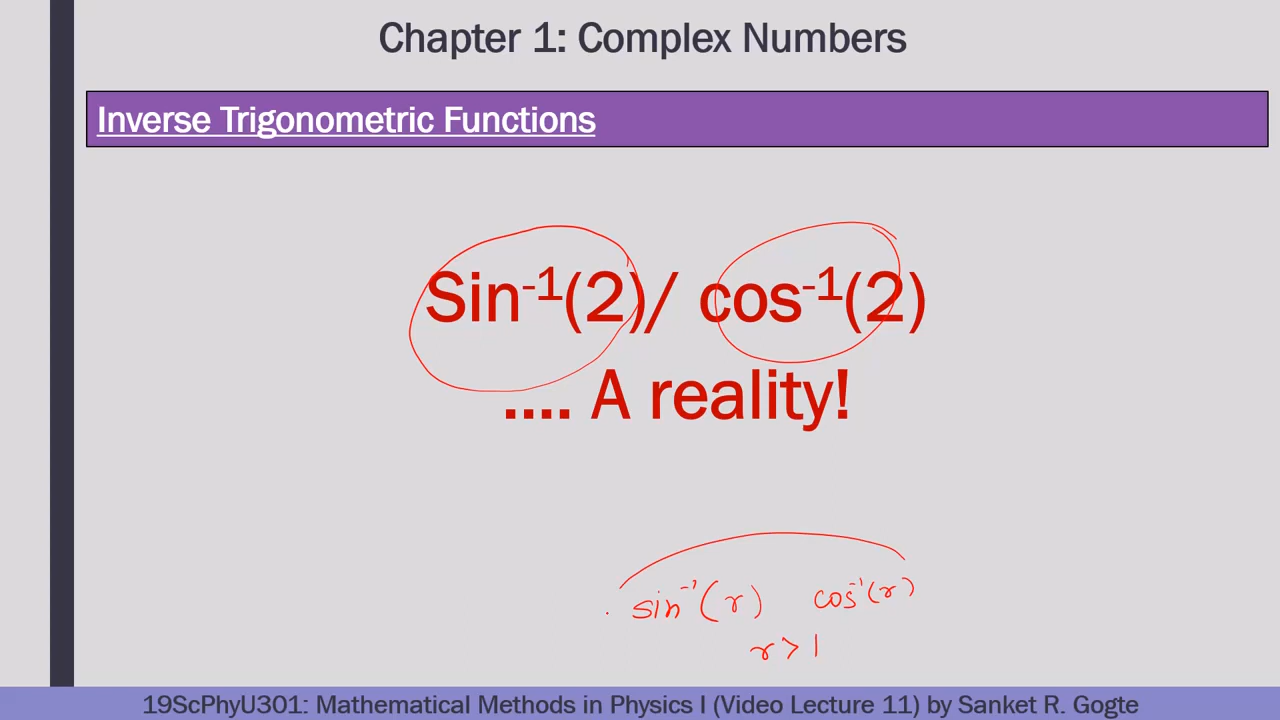 Chapter 1: Complex Numbers
Inverse Trigonometric Functions
Sin⁻¹(2)/ cos⁻¹(2)
.... A reality!
sin⁻¹(r) cos⁻¹(r)
r > 1
19ScPhyU301: Mathematical Methods in Physics I (Video Lecture 11) by Sanket R. Gogte